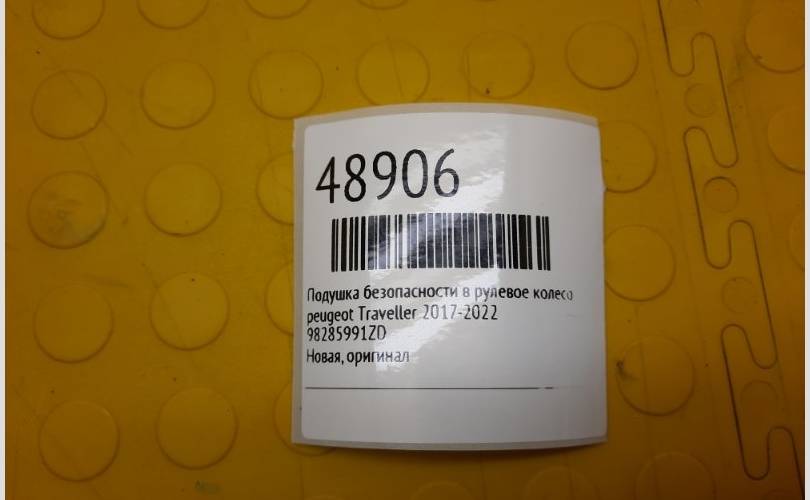 48906
Подушка безопасности в рулевое колесо
peugeot Traveller 2017-2022
98285991ZD
Новая, оригинал